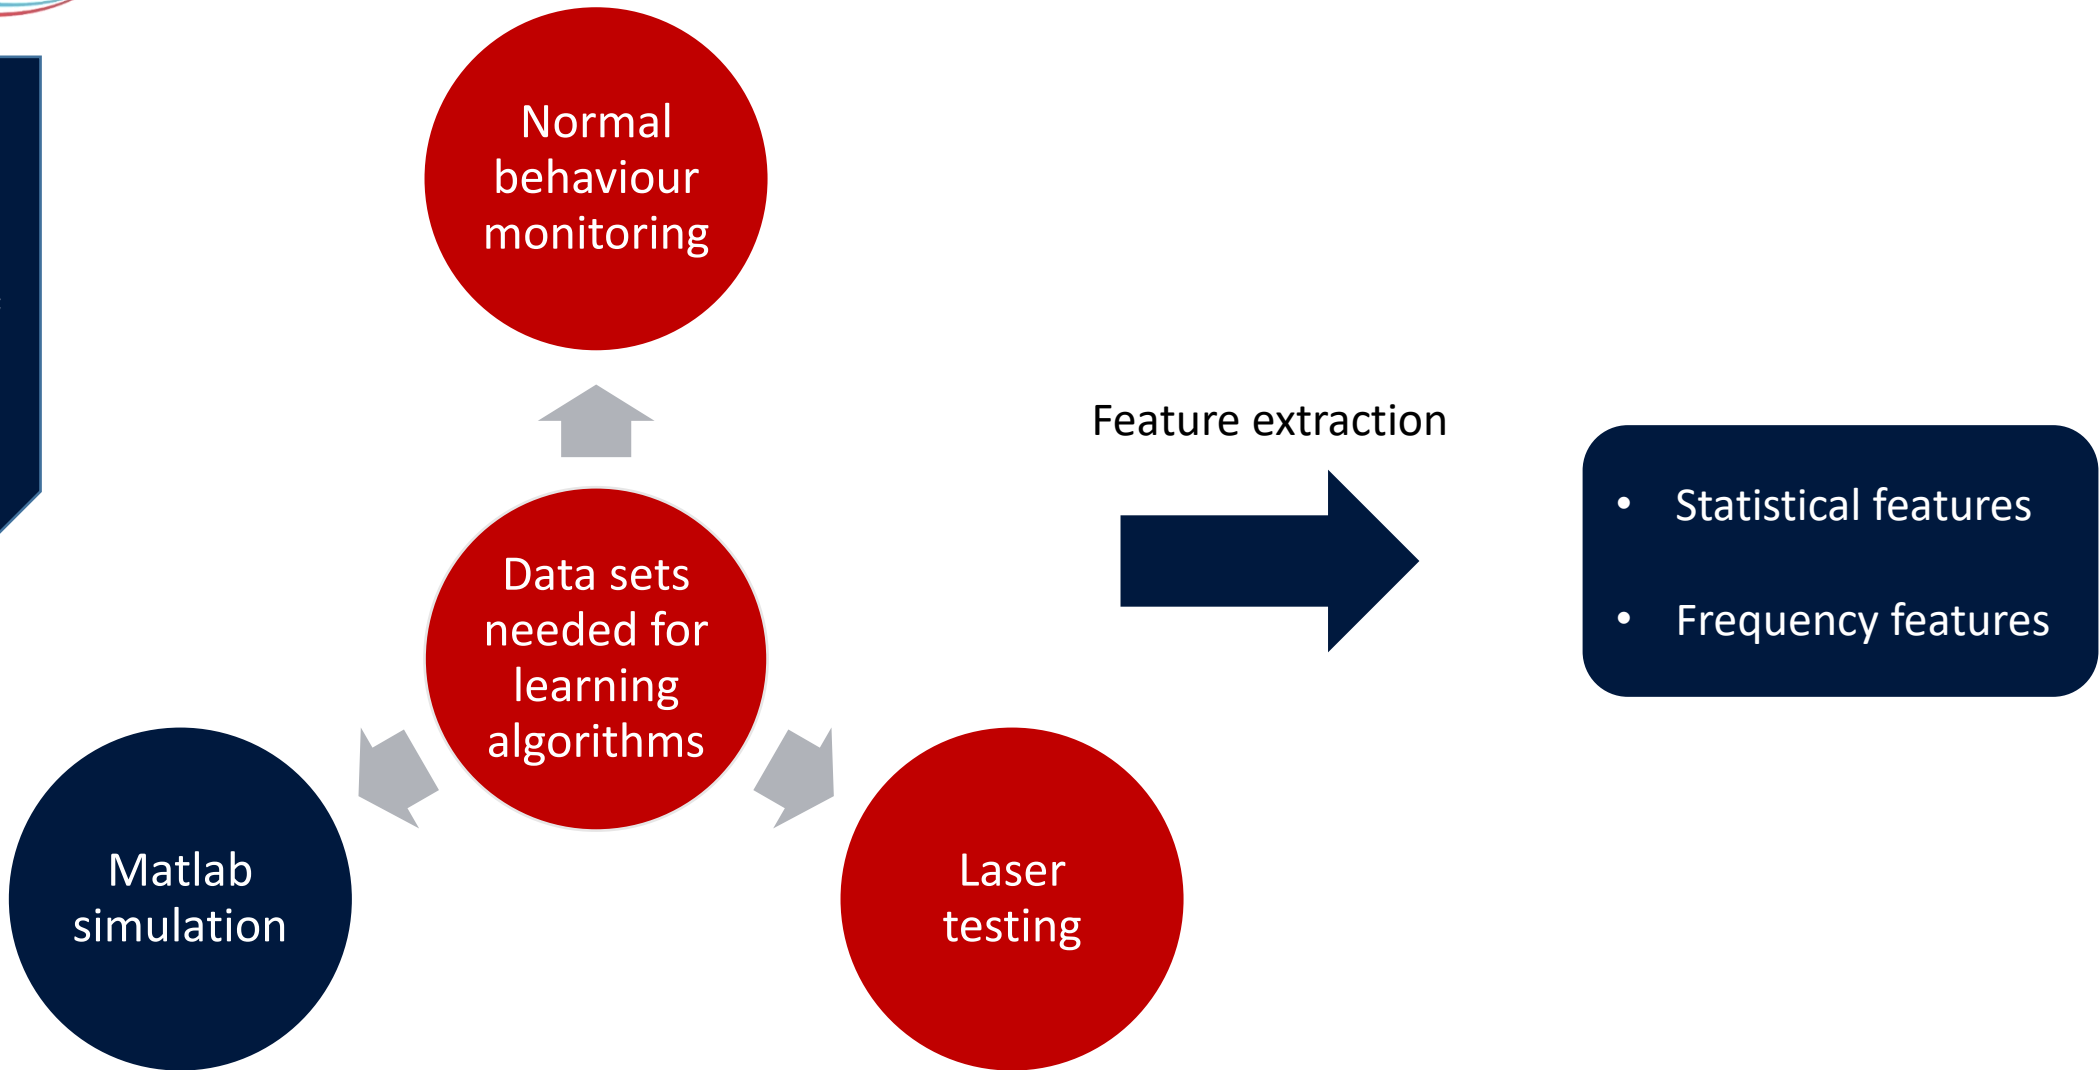 Normal
behaviour
monitoring
Data sets
needed for
learning
algorithms
Matlab
simulation
Laser
testing
Feature extraction
• Statistical features
• Frequency features